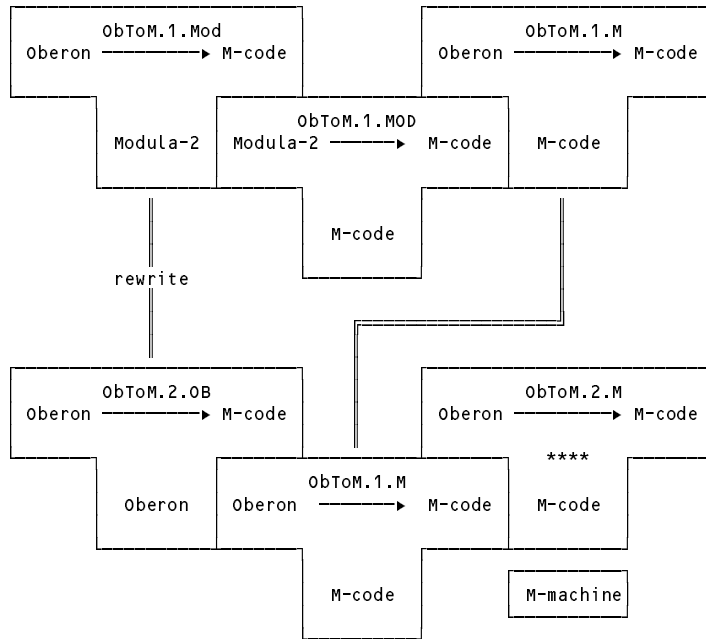 ObToM.1.Mod ObToM.1.M
Oberon M-code Oberon M-code
ObToM.1.MOD
Modula-2 Modula-2 M-code M-code
M-code
rewrite
ObToM.2.OB ObToM.2.M
Oberon M-code Oberon M-code
****
ObToM.1.M
Oberon Oberon M-code M-code
M-code M-machine